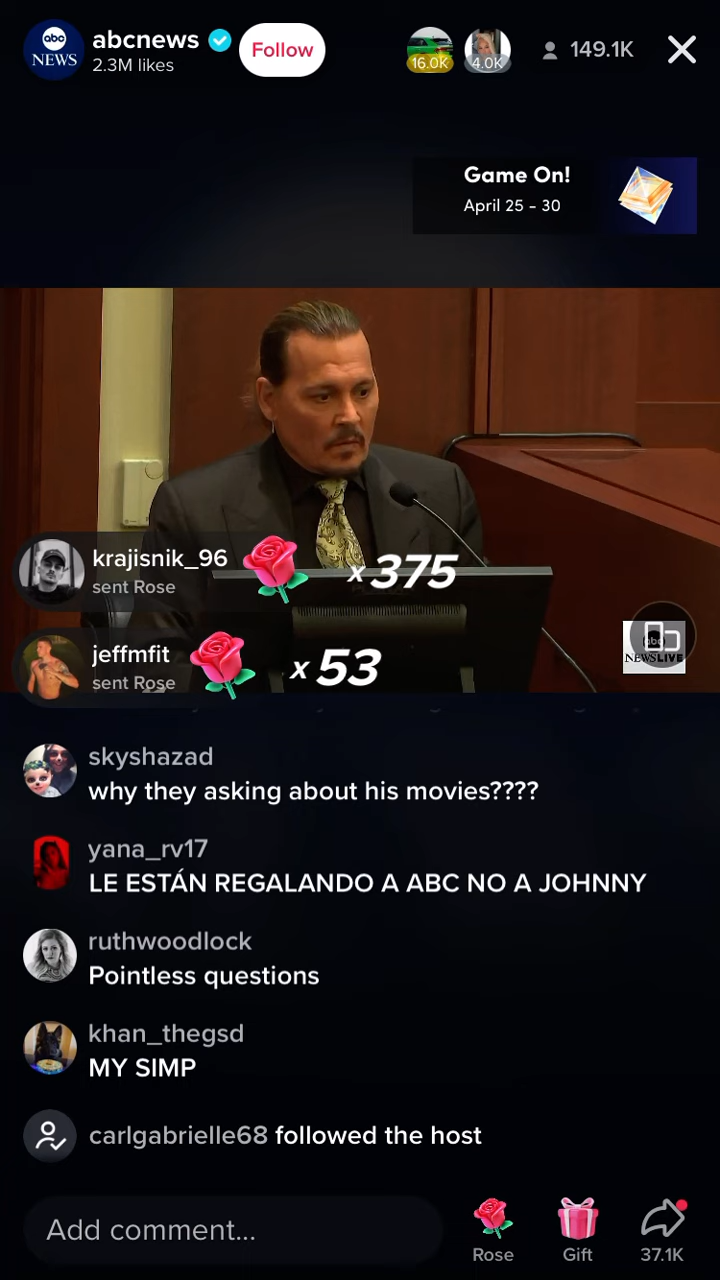 abc
NEWS
abcnews
2.3M likes
Follow
16.0K
4.0K
149.1K
Game On!
April 25 - 30
krajisnik_96
sent Rose
x375
jeffmfit
sent Rose
x53
abc
NEWSLIVE
skyshazad
why they asking about his movies????
yana_rv17
LE ESTÁN REGALANDO A ABC NO A JOHNNY
ruthwoodlock
Pointless questions
khan_thegsd
MY SIMP
carlgabrielle68 followed the host
Add comment...
Rose
Gift
37.1K